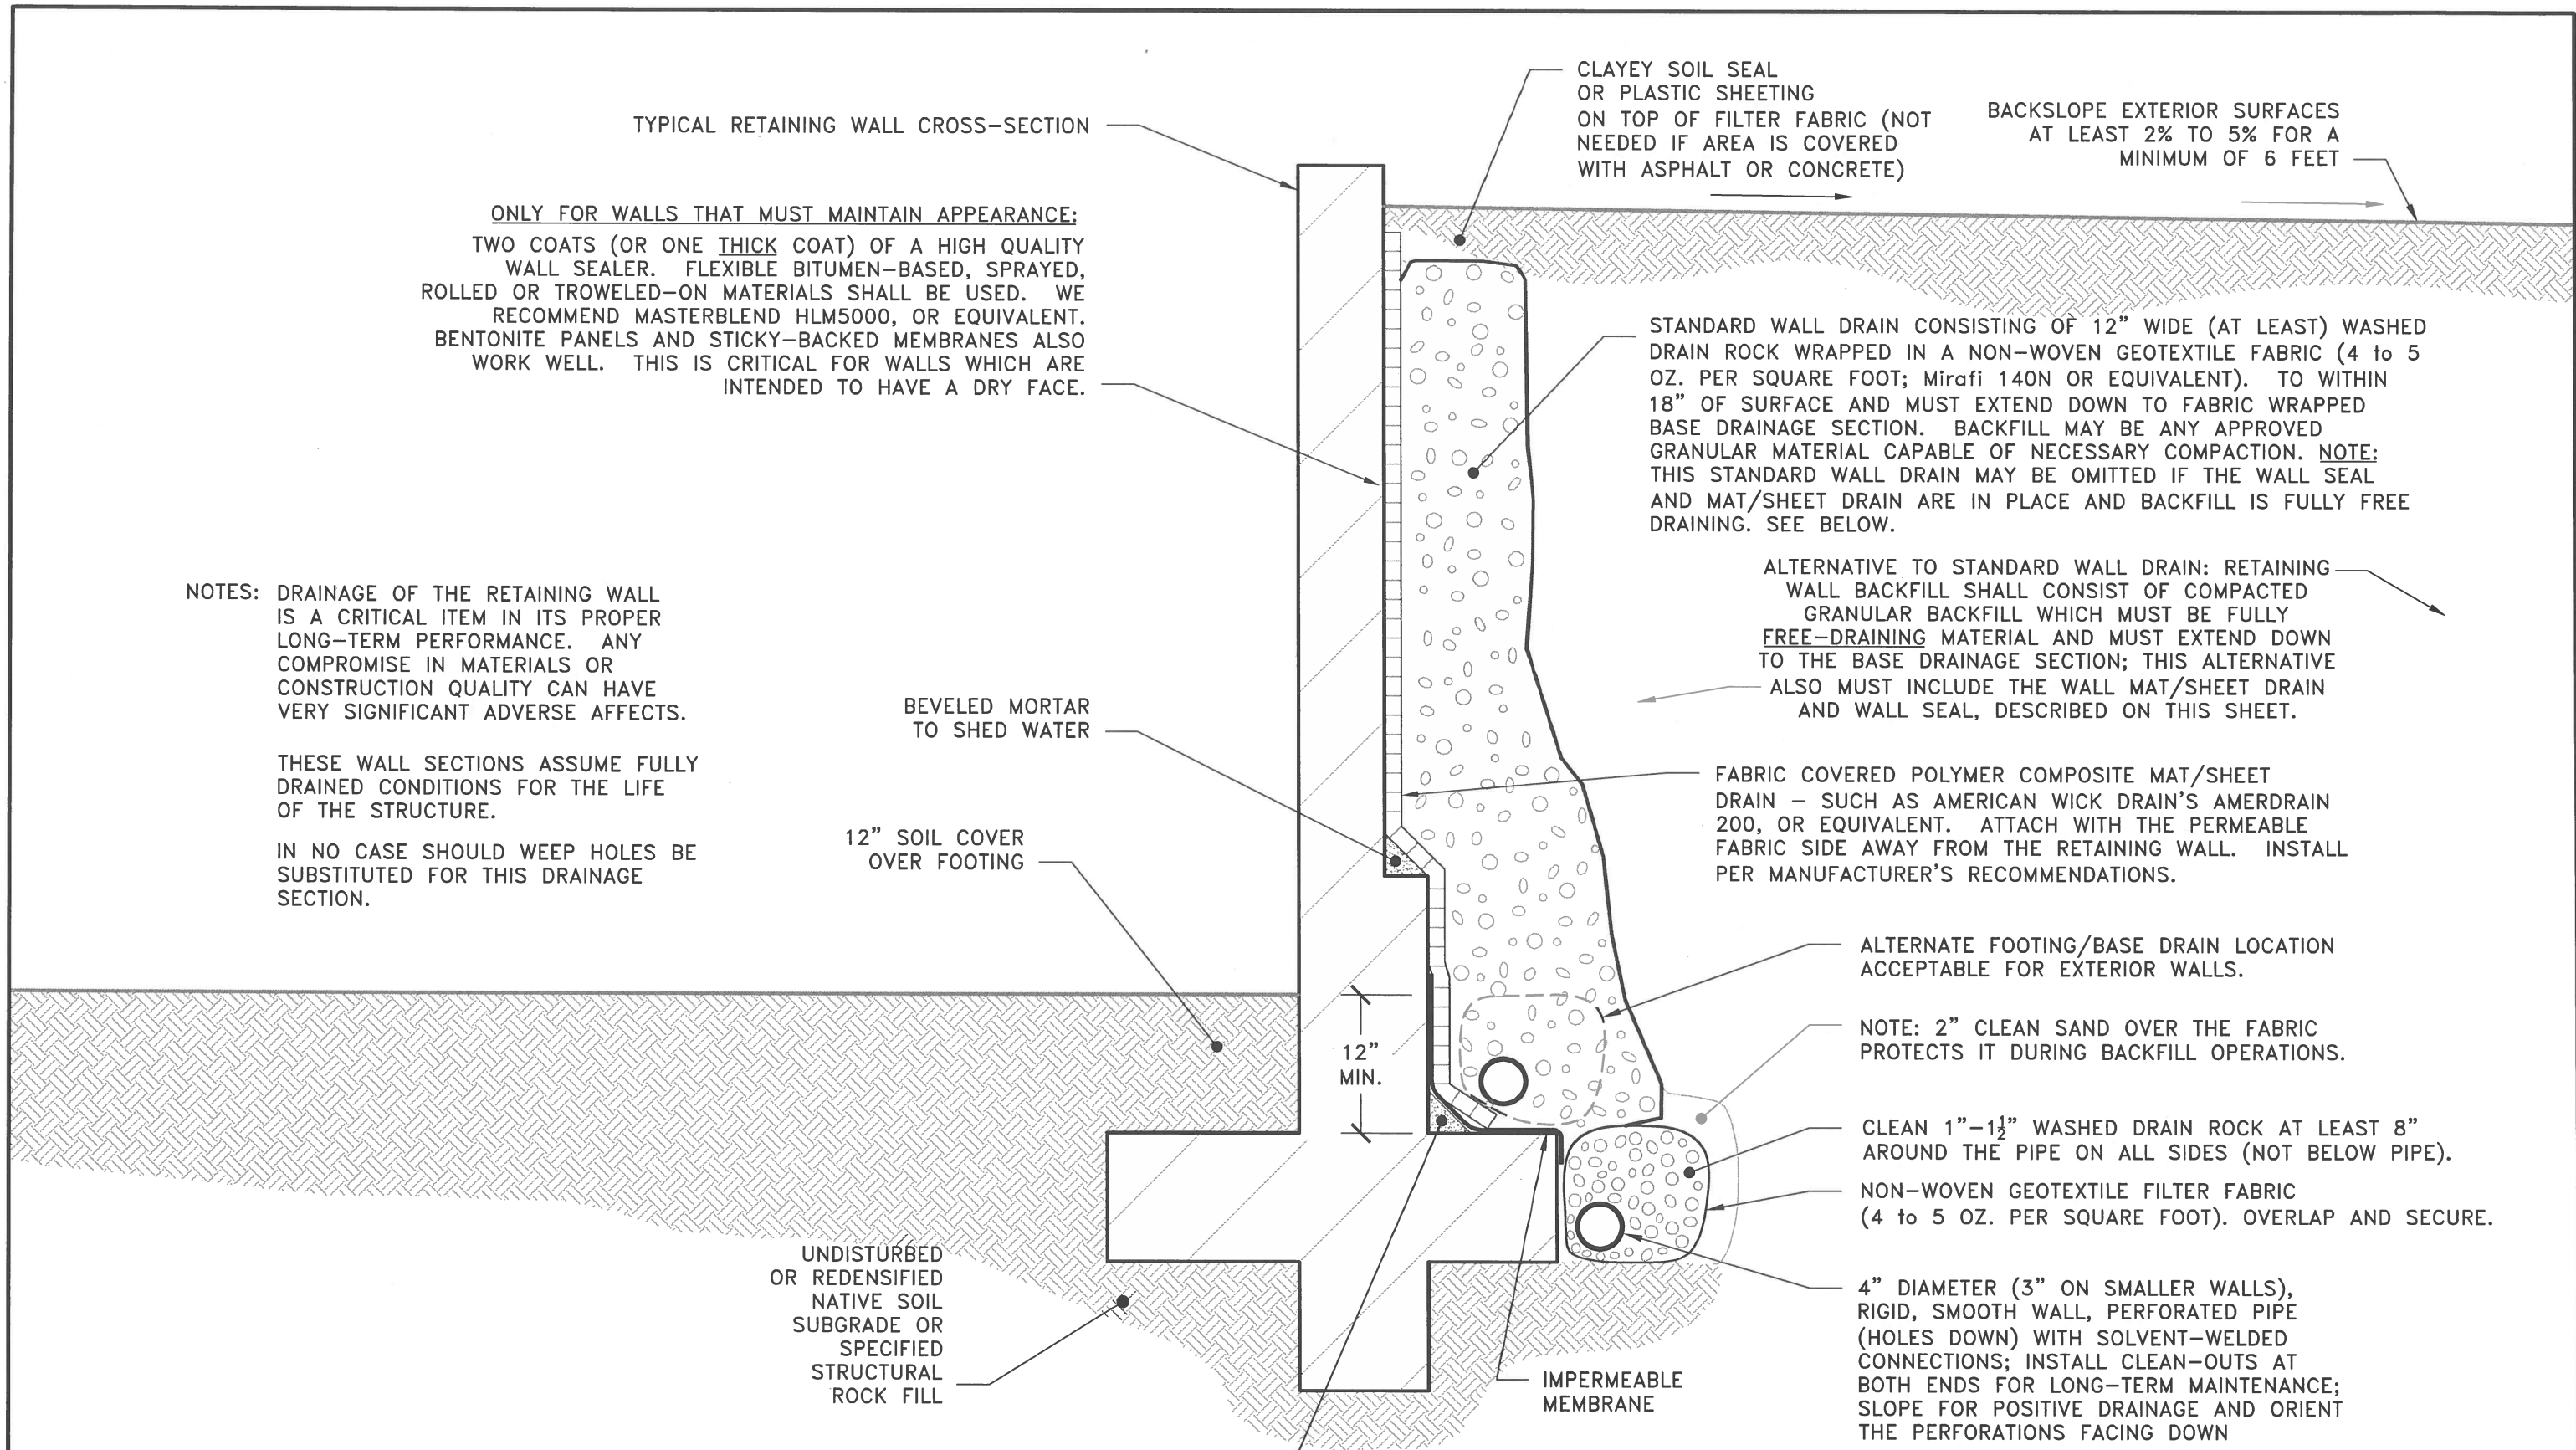 TYPICAL RETAINING WALL CROSS-SECTION
ONLY FOR WALLS THAT MUST MAINTAIN APPEARANCE:
TWO COATS (OR ONE THICK COAT) OF A HIGH QUALITY
WALL SEALER. FLEXIBLE BITUMEN-BASED, SPRAYED,
ROLLED OR TROWELED-ON MATERIALS SHALL BE USED. WE
RECOMMEND MASTERBLEND HLM5000, OR EQUIVALENT.
BENTONITE PANELS AND STICKY-BACKED MEMBRANES ALSO
WORK WELL. THIS IS CRITICAL FOR WALLS WHICH ARE
INTENDED TO HAVE A DRY FACE.
NOTES: DRAINAGE OF THE RETAINING WALL
IS A CRITICAL ITEM IN ITS PROPER
LONG-TERM PERFORMANCE. ANY
COMPROMISE IN MATERIALS OR
CONSTRUCTION QUALITY CAN HAVE
VERY SIGNIFICANT ADVERSE AFFECTS.
THESE WALL SECTIONS ASSUME FULLY
DRAINED CONDITIONS FOR THE LIFE
OF THE STRUCTURE.
IN NO CASE SHOULD WEEP HOLES BE
SUBSTITUTED FOR THIS DRAINAGE
SECTION.
BEVELED MORTAR
TO SHED WATER
12" SOIL COVER
OVER FOOTING
12"
MIN.
UNDISTURBED
OR REDENSIFIED
NATIVE SOIL
SUBGRADE OR
SPECIFIED
STRUCTURAL
ROCK FILL
CLAYEY SOIL SEAL
OR PLASTIC SHEETING
ON TOP OF FILTER FABRIC (NOT
NEEDED IF AREA IS COVERED
WITH ASPHALT OR CONCRETE)
BACKSLOPE EXTERIOR SURFACES
AT LEAST 2% TO 5% FOR A
MINIMUM OF 6 FEET
STANDARD WALL DRAIN CONSISTING OF 12" WIDE (AT LEAST) WASHED
DRAIN ROCK WRAPPED IN A NON-WOVEN GEOTEXTILE FABRIC (4 to 5
OZ. PER SQUARE FOOT; Mirafi 140N OR EQUIVALENT). TO WITHIN
18" OF SURFACE AND MUST EXTEND DOWN TO FABRIC WRAPPED
BASE DRAINAGE SECTION. BACKFILL MAY BE ANY APPROVED
GRANULAR MATERIAL CAPABLE OF NECESSARY COMPACTION. NOTE:
THIS STANDARD WALL DRAIN MAY BE OMITTED IF THE WALL SEAL
AND MAT/SHEET DRAIN ARE IN PLACE AND BACKFILL IS FULLY FREE
DRAINING. SEE BELOW.
ALTERNATIVE TO STANDARD WALL DRAIN: RETAINING
WALL BACKFILL SHALL CONSIST OF COMPACTED
GRANULAR BACKFILL WHICH MUST BE FULLY
FREE-DRAINING MATERIAL AND MUST EXTEND DOWN
TO THE BASE DRAINAGE SECTION; THIS ALTERNATIVE
ALSO MUST INCLUDE THE WALL MAT/SHEET DRAIN
AND WALL SEAL, DESCRIBED ON THIS SHEET.
FABRIC COVERED POLYMER COMPOSITE MAT/SHEET
DRAIN – SUCH AS AMERICAN WICK DRAIN'S AMERDRAIN
200, OR EQUIVALENT. ATTACH WITH THE PERMEABLE
FABRIC SIDE AWAY FROM THE RETAINING WALL. INSTALL
PER MANUFACTURER'S RECOMMENDATIONS.
ALTERNATE FOOTING/BASE DRAIN LOCATION
ACCEPTABLE FOR EXTERIOR WALLS.
NOTE: 2" CLEAN SAND OVER THE FABRIC
PROTECTS IT DURING BACKFILL OPERATIONS.
CLEAN 1"-1½" WASHED DRAIN ROCK AT LEAST 8"
AROUND THE PIPE ON ALL SIDES (NOT BELOW PIPE).
NON-WOVEN GEOTEXTILE FILTER FABRIC
(4 to 5 OZ. PER SQUARE FOOT). OVERLAP AND SECURE.
4" DIAMETER (3" ON SMALLER WALLS),
RIGID, SMOOTH WALL, PERFORATED PIPE
(HOLES DOWN) WITH SOLVENT-WELDED
CONNECTIONS; INSTALL CLEAN-OUTS AT
BOTH ENDS FOR LONG-TERM MAINTENANCE;
SLOPE FOR POSITIVE DRAINAGE AND ORIENT
THE PERFORATIONS FACING DOWN
IMPERMEABLE
MEMBRANE